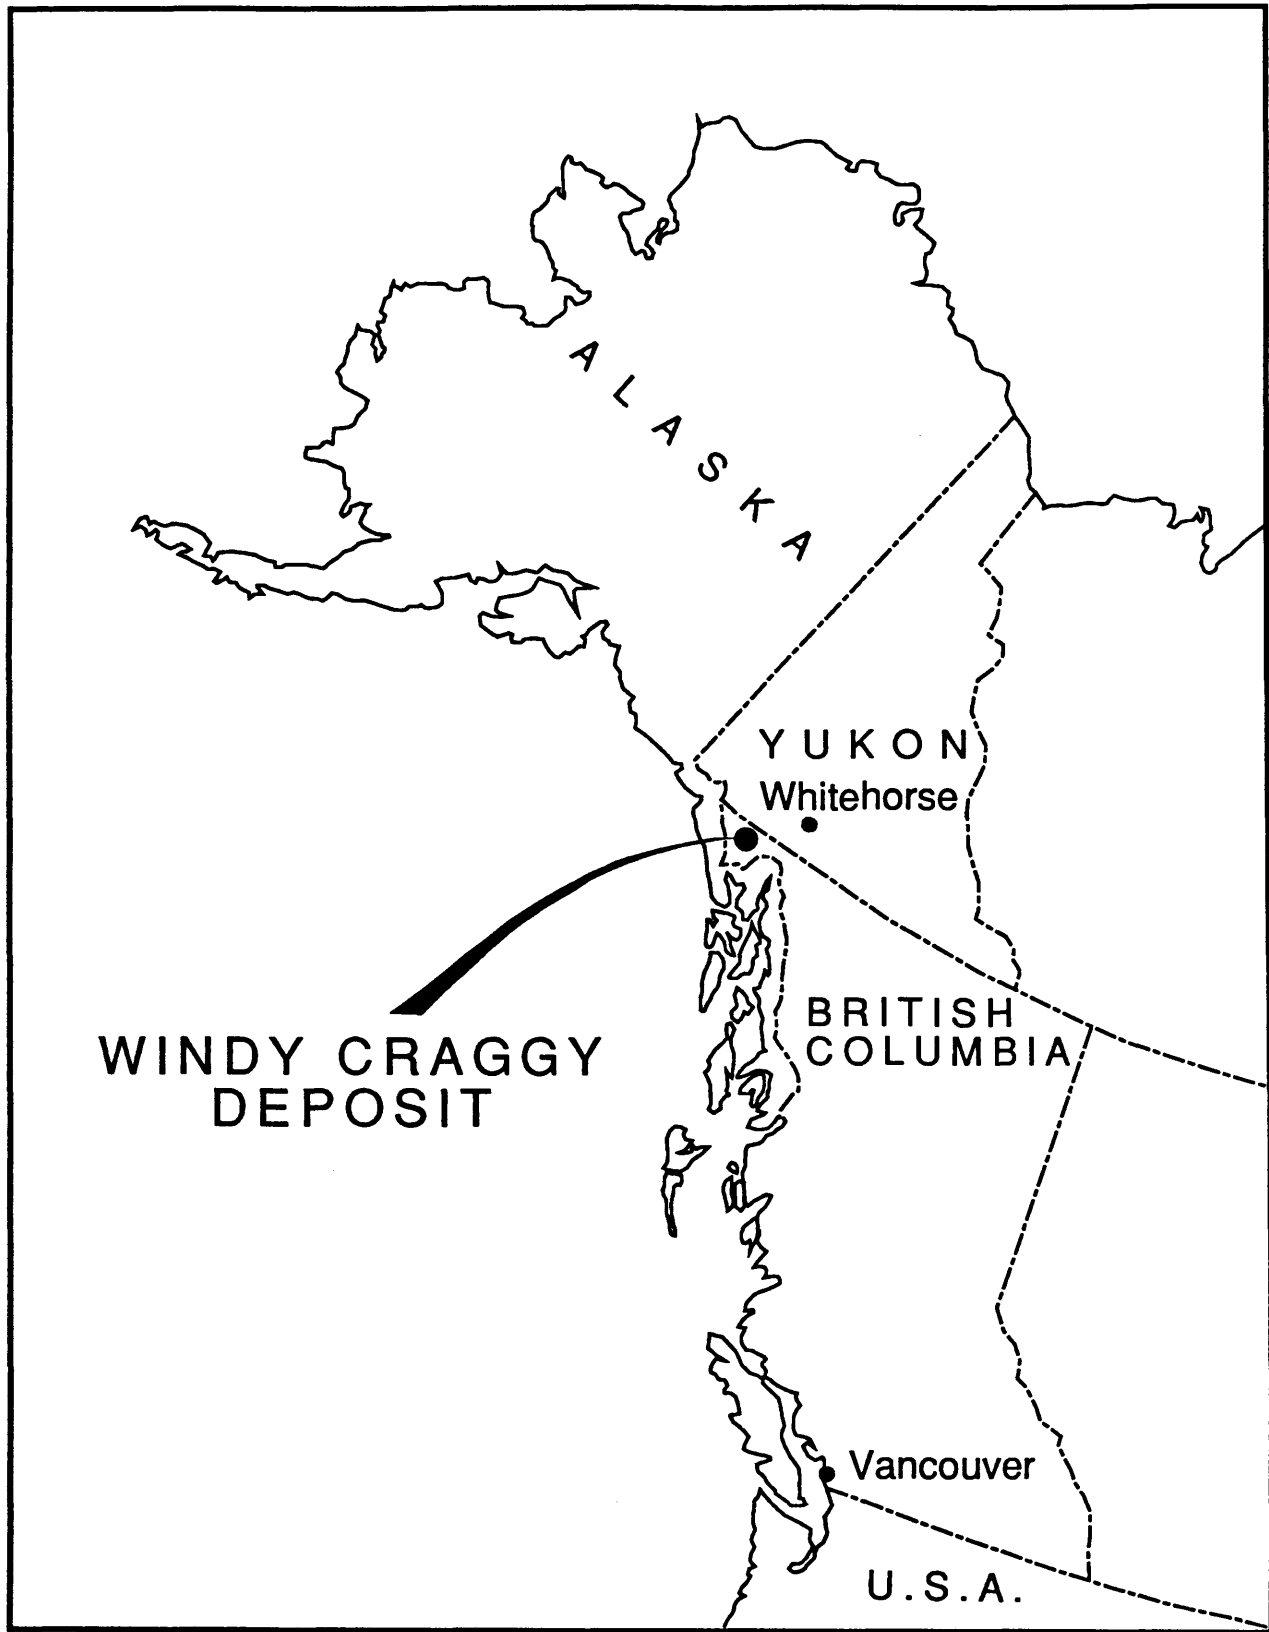 ALASKA
YUKON
Whitehorse
BRITISH
COLUMBIA
WINDY CRAGGY
DEPOSIT
Vancouver
U.S.A.